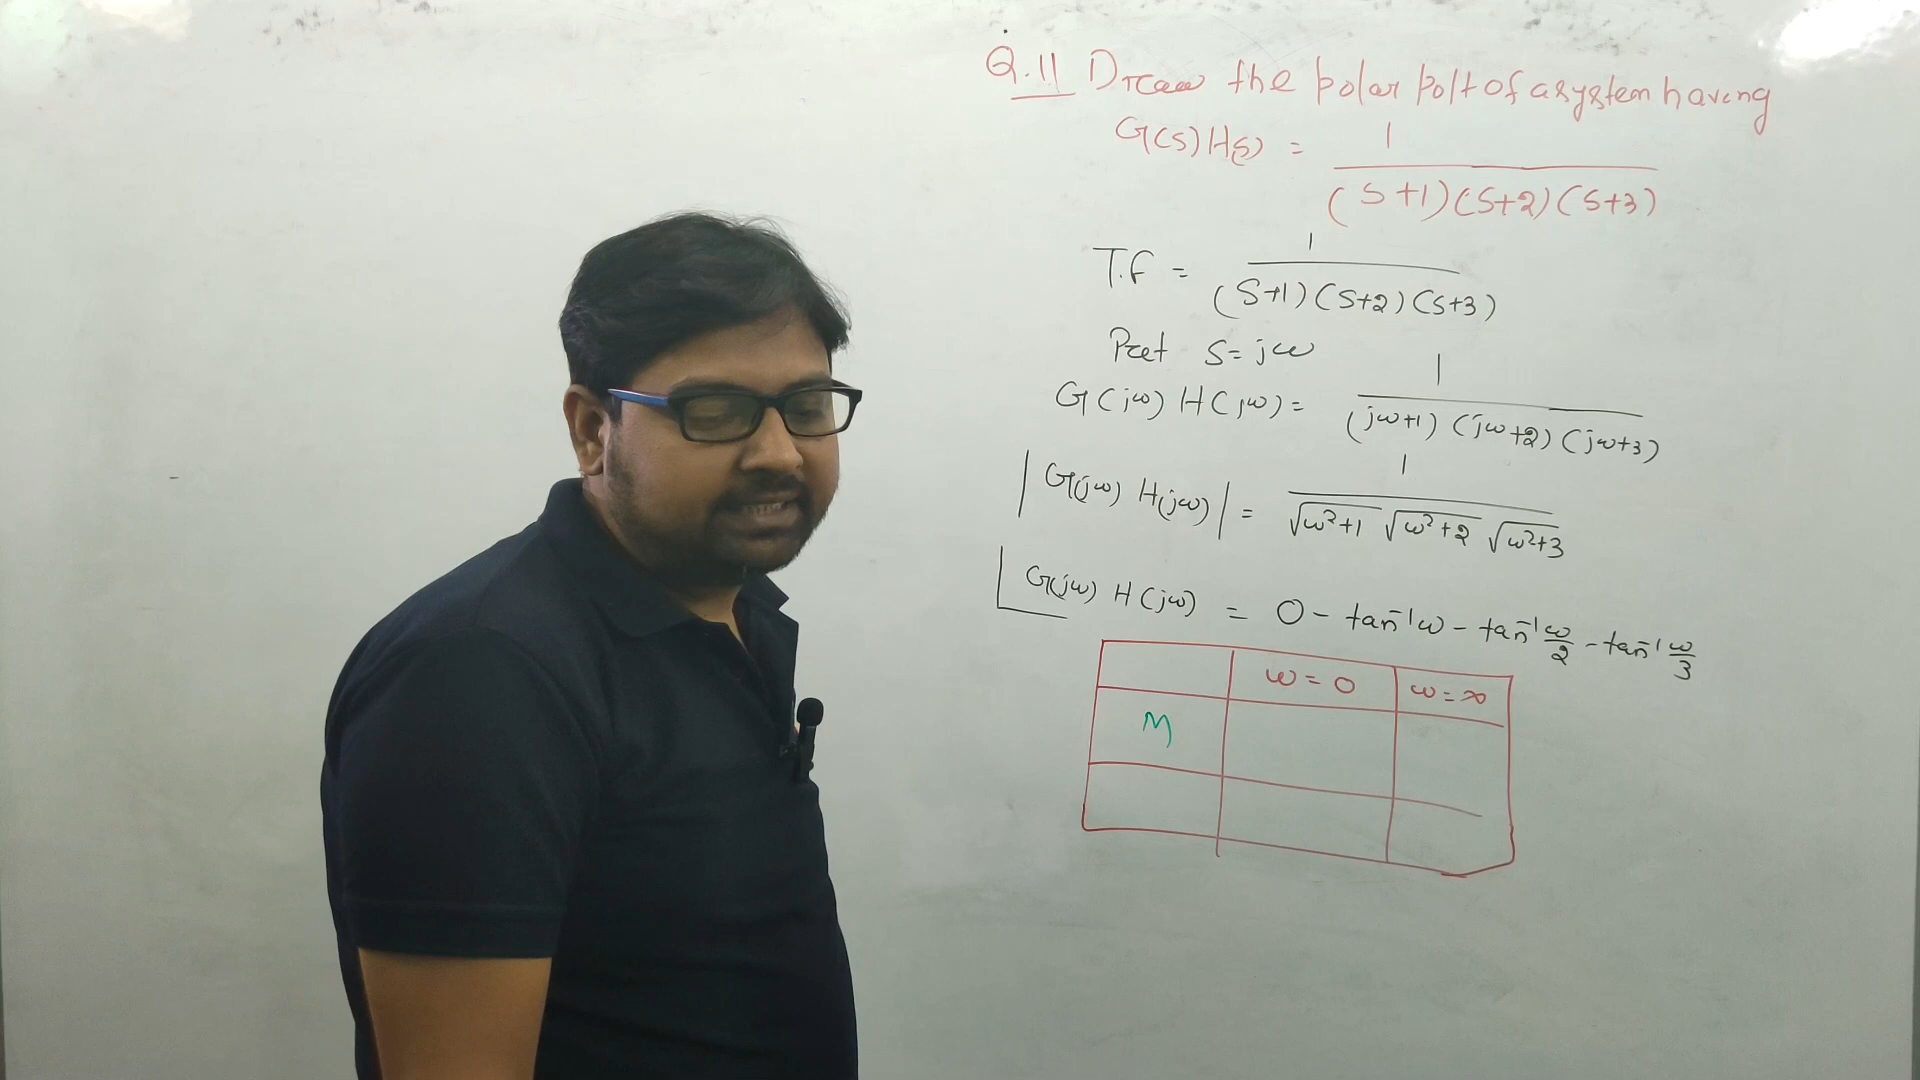 Q.11 Draw the polar polt of a system having
G(s)H(s) = 1 / (S+1)(S+2)(S+3)
T.F = 1 / (S+1)(S+2)(S+3)
Put S=jω
G(jω) H(jω) = 1 / (jω+1)(jω+2)(jω+3)
|G(jω) H(jω)| = 1 / √ω²+1 √ω²+2 √ω²+3
∠G(jω) H(jω) = 0 - tan⁻¹ω - tan⁻¹ω/2 - tan⁻¹ω/3
ω=0 ω=∞
M